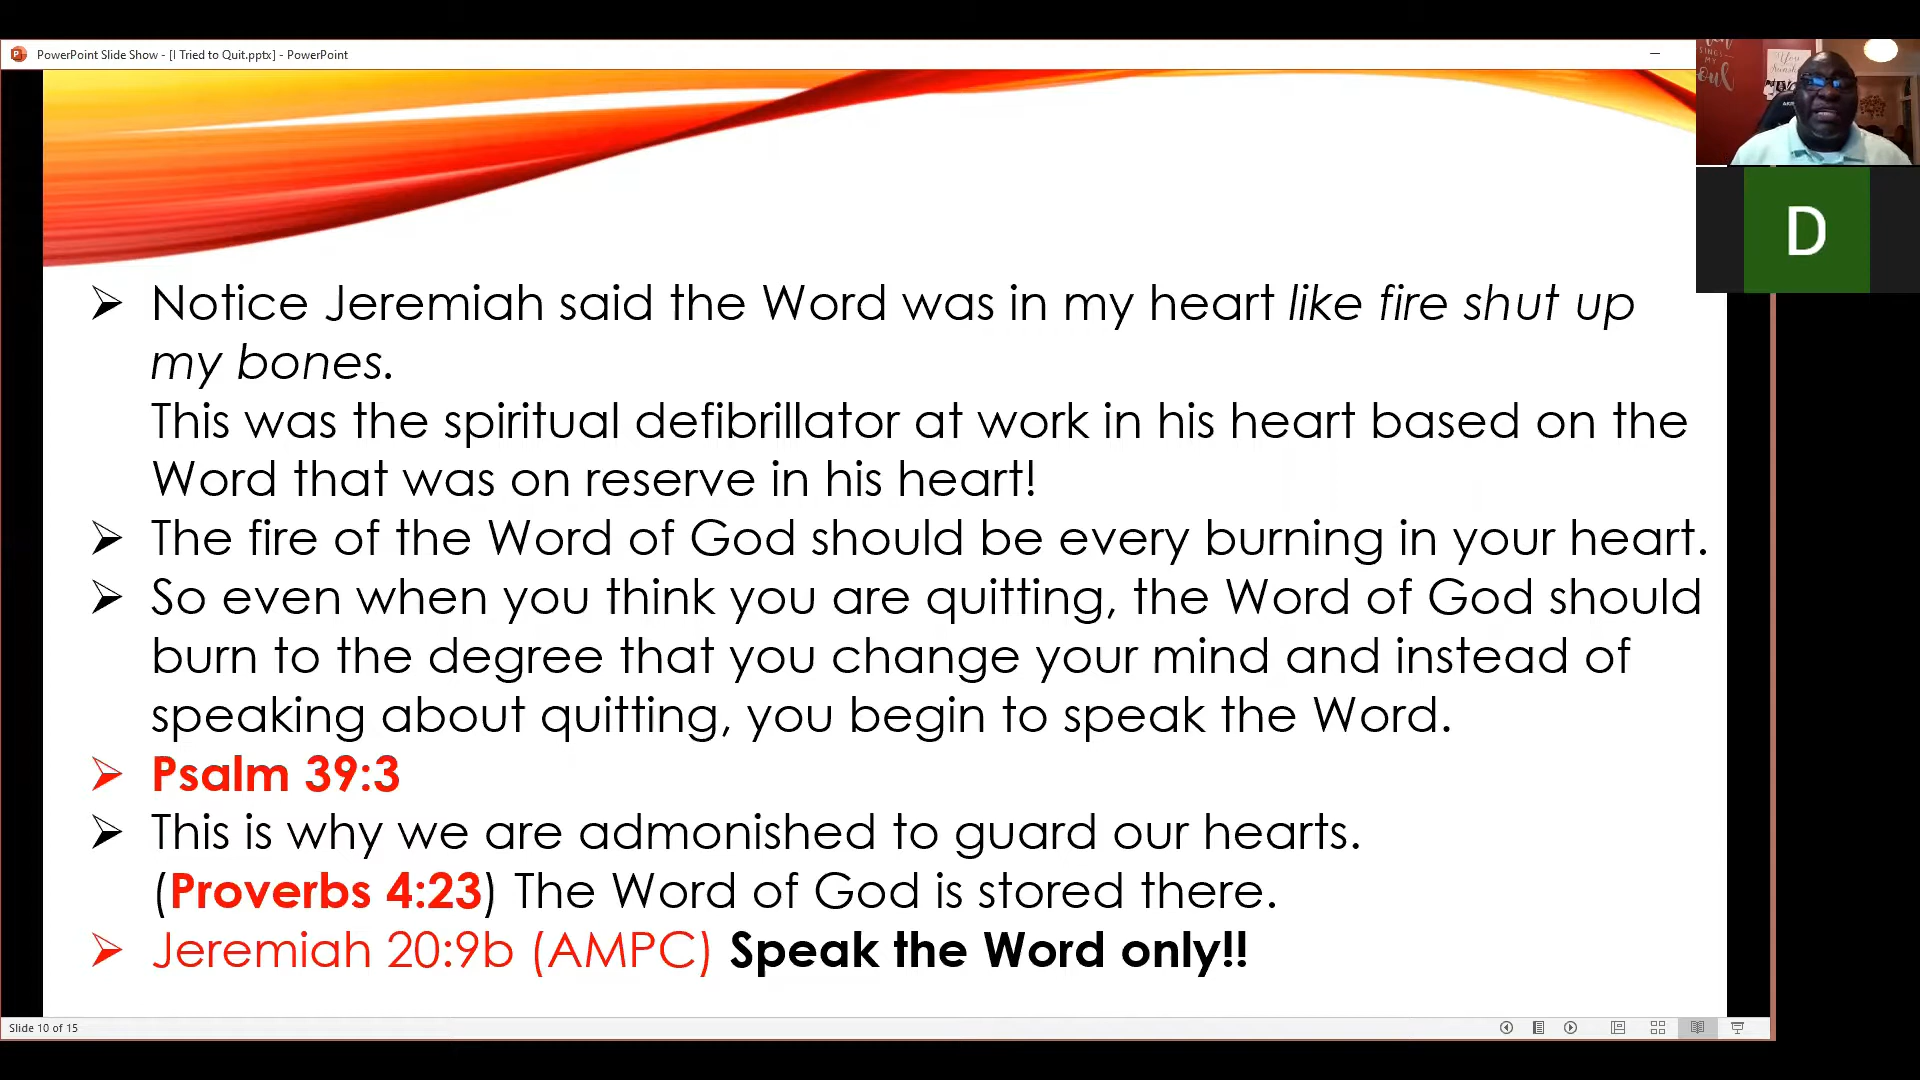 PowerPoint Slide Show - [I Tried to Quit.pptx] - PowerPoint
SINGS
MY
Soul
You
D
Notice Jeremiah said the Word was in my heart like fire shut up
my bones.
This was the spiritual defibrillator at work in his heart based on the
Word that was on reserve in his heart!
The fire of the Word of God should be every burning in your heart.
So even when you think you are quitting, the Word of God should
burn to the degree that you change your mind and instead of
speaking about quitting, you begin to speak the Word.
Psalm 39:3
This is why we are admonished to guard our hearts.
(Proverbs 4:23) The Word of God is stored there.
Jeremiah 20:9b (AMPC) Speak the Word only!!
Slide 10 of 15